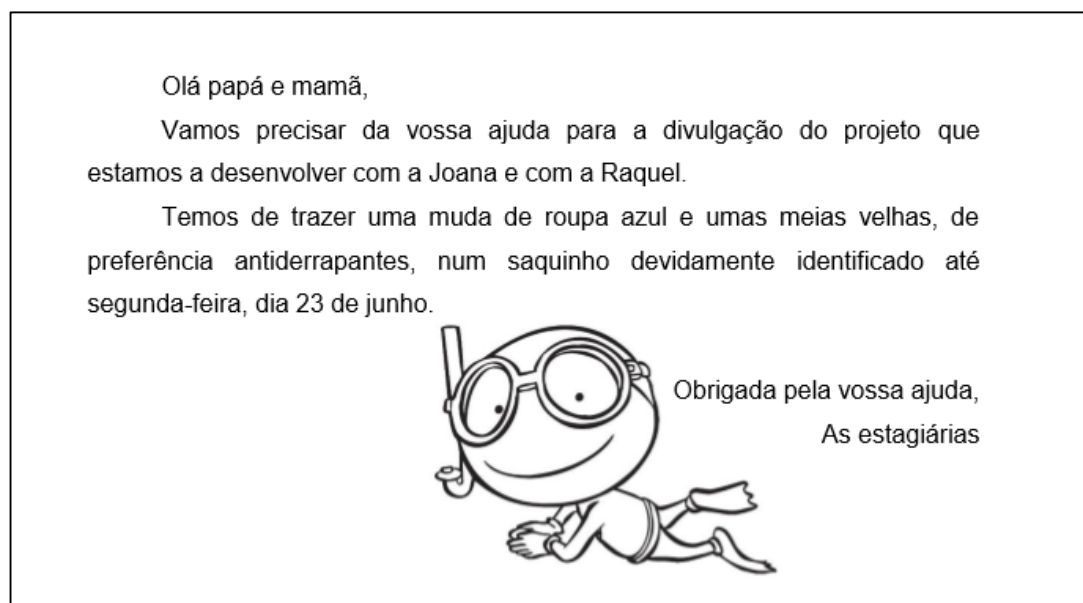 Olá papá e mamã,
Vamos precisar da vossa ajuda para a divulgação do projeto que
estamos a desenvolver com a Joana e com a Raquel.
Temos de trazer uma muda de roupa azul e umas meias velhas, de
preferência antiderrapantes, num saquinho devidamente identificado até
segunda-feira, dia 23 de junho.
Obrigada pela vossa ajuda,
As estagiárias